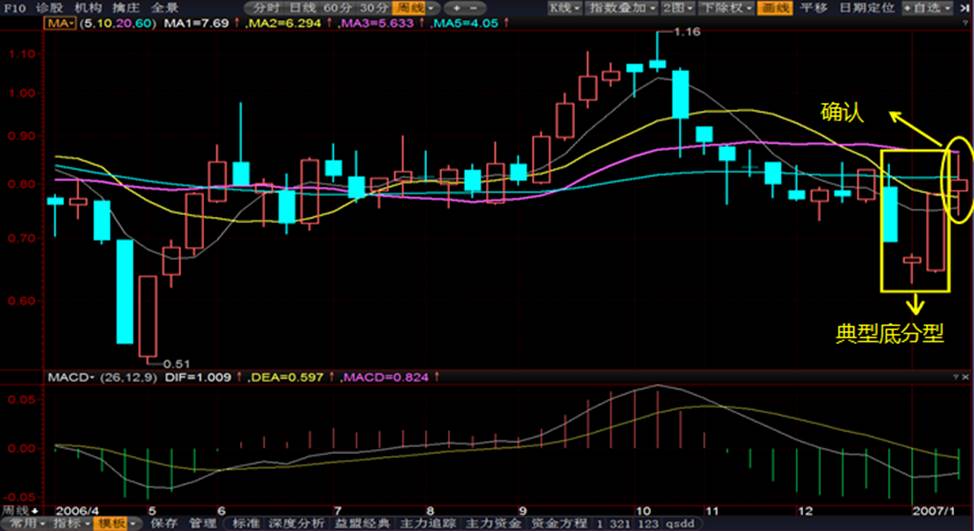 F10 诊股 机构 擒庄 全景 分时 日线 60分 30分 周线 + - K线 指数叠加 2图 下除权 画线 平移 日期定位 +自选
MA (5,10,20,60) MA1=7.69↑ ,MA2=6.294↑ ,MA3=5.633↑ ,MA5=4.05↑
1.16
1.10
1.00
确认
0.90
0.80
0.70
0.60
典型底分型
0.51
MACD (26,12,9) DIF=1.009↑ ,DEA=0.597↑ ,MACD=0.824↑ ?×
0.05
0.00
-0.05
周线 2006/4 5 6 7 8 9 10 11 12 2007/1
常用 指标 模板 保存 管理 标准 深度分析 益盟经典 主力追踪 主力资金 资金方程 1 321 123 qsdd